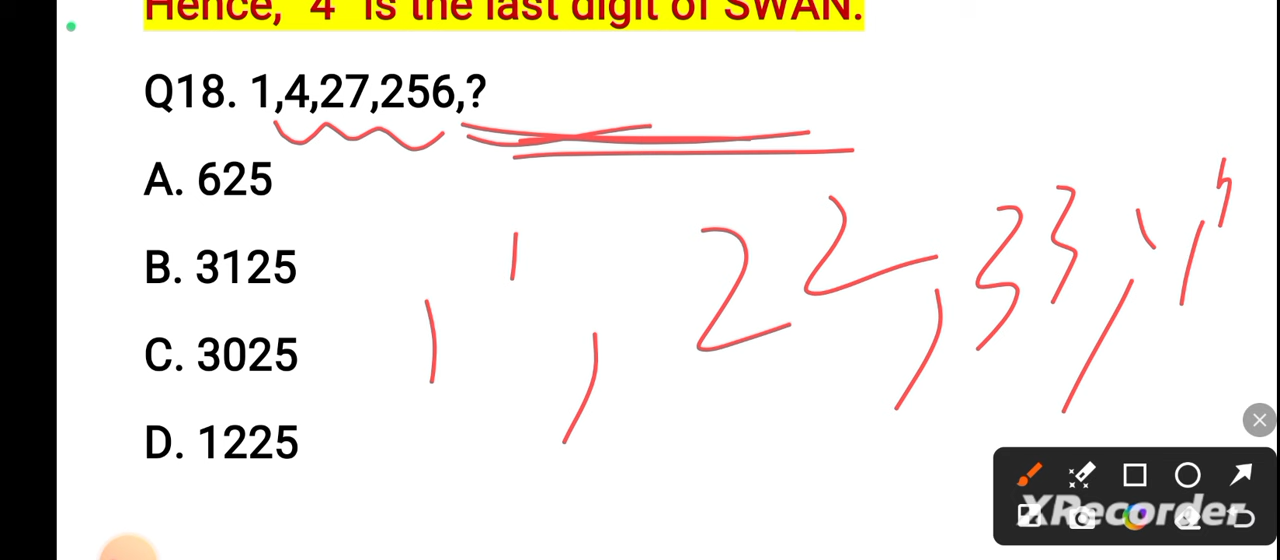 Hence, "4" is the last digit of SWAN.
Q18. 1,4,27,256,?
A. 625
B. 3125
C. 3025
D. 1225
1¹, 2², 3³, 4⁴
XRecorder